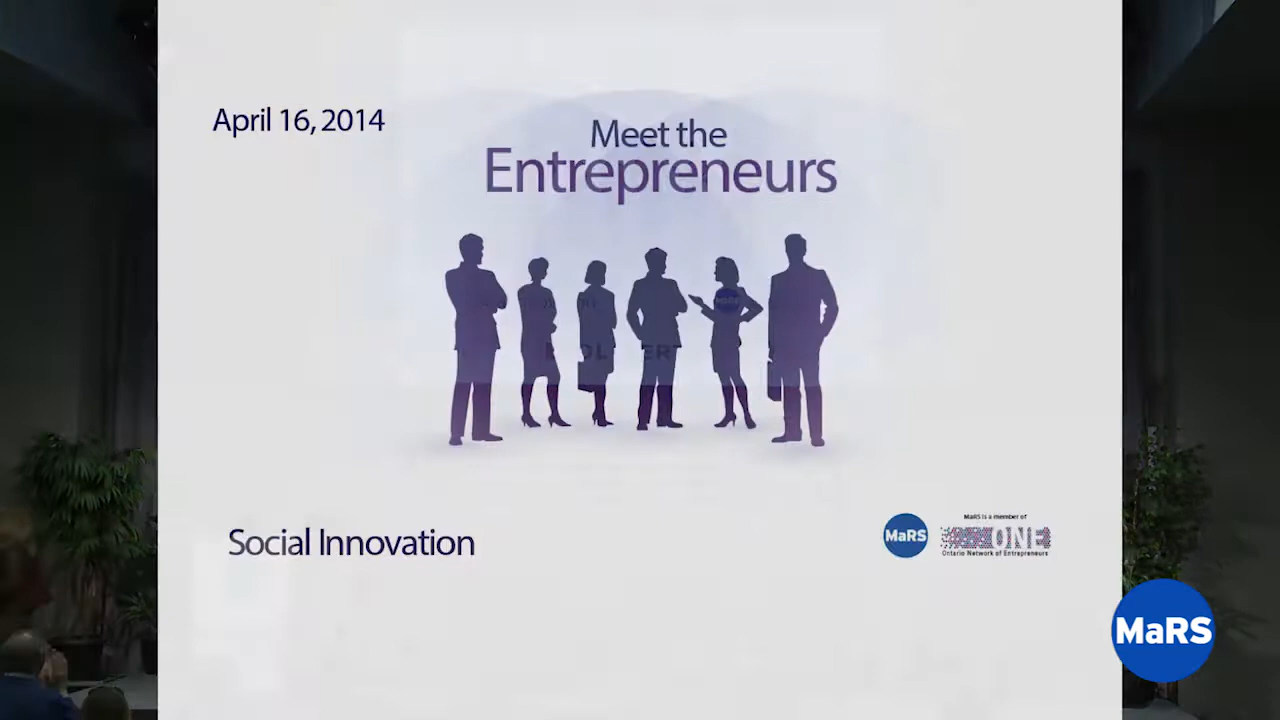 April 16, 2014
Meet the
Entrepreneurs
Social Innovation
MaRS
MaRS is a member of
ONE
Ontario Network of Entrepreneurs
MaRS